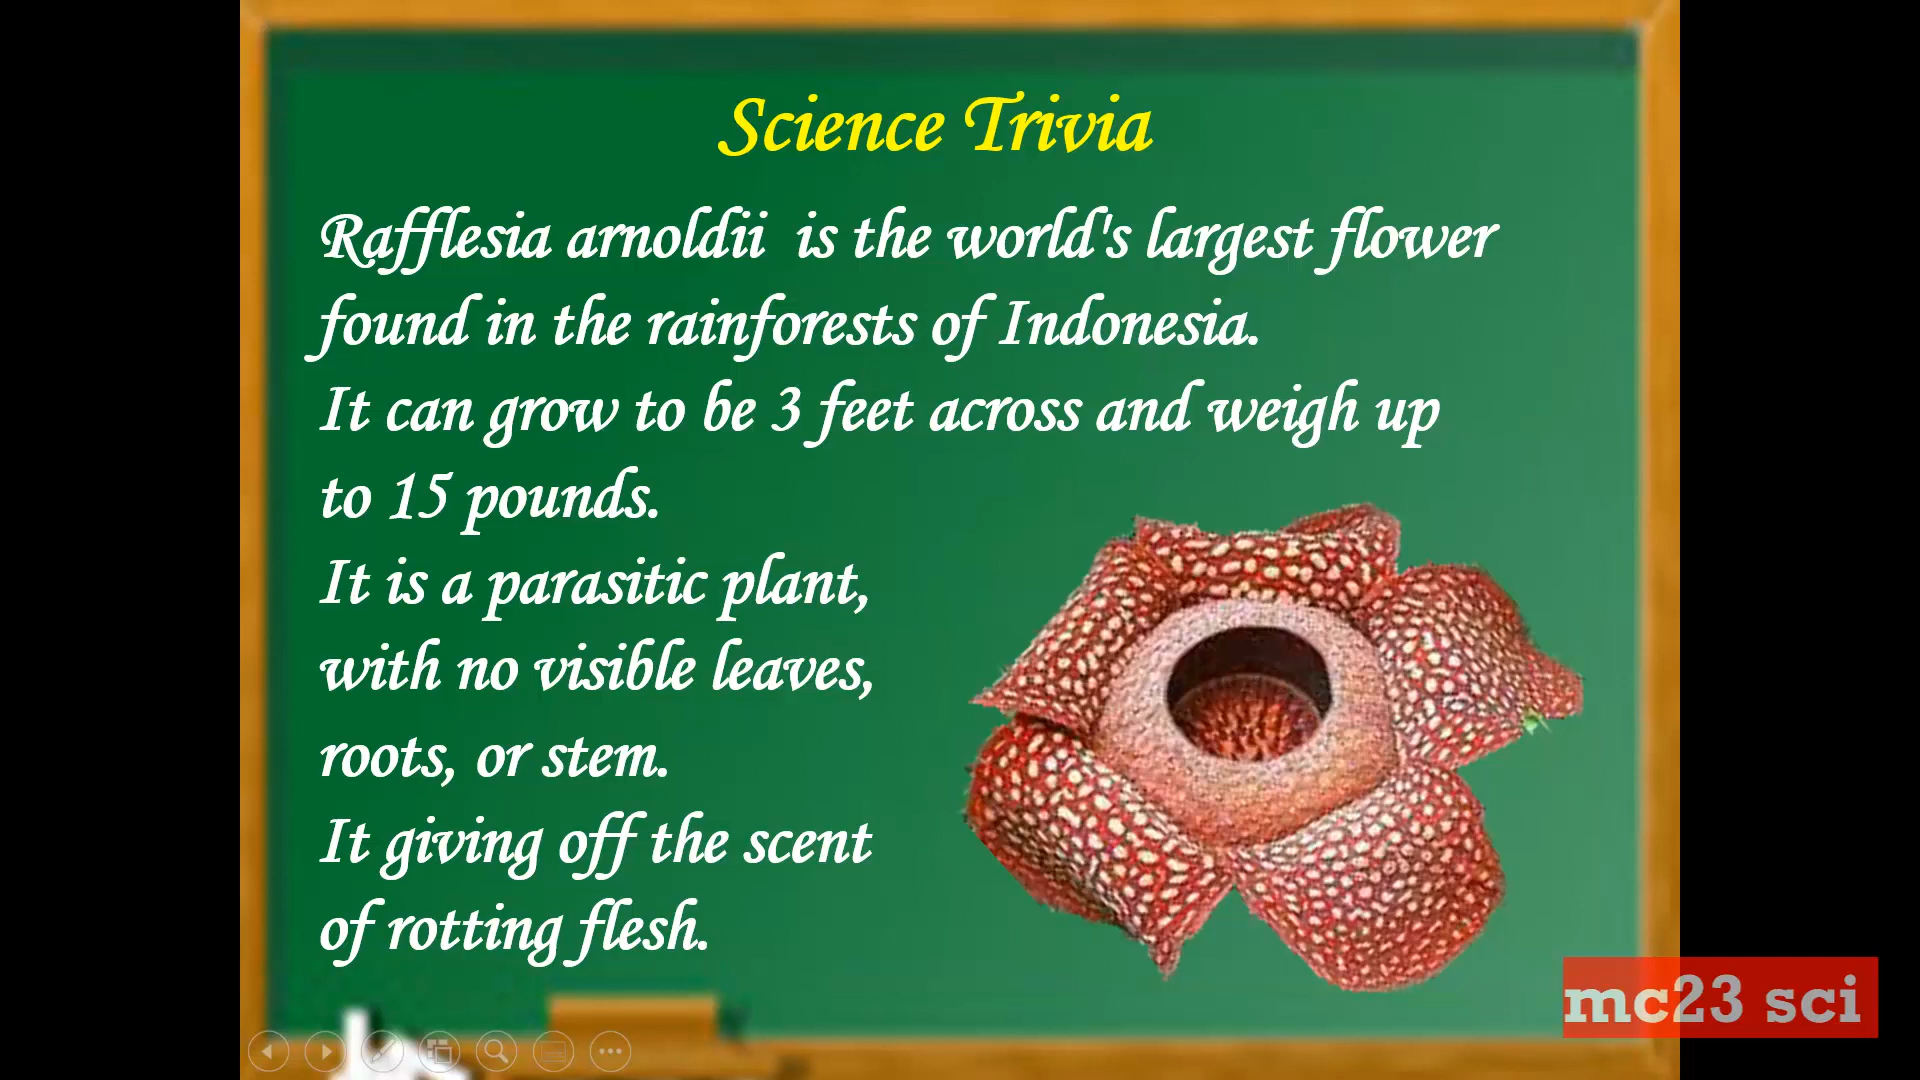 Science Trivia
Rafflesia arnoldii is the world's largest flower
found in the rainforests of Indonesia.
It can grow to be 3 feet across and weigh up
to 15 pounds.
It is a parasitic plant,
with no visible leaves,
roots, or stem.
It giving off the scent
of rotting flesh.
mc23 sci